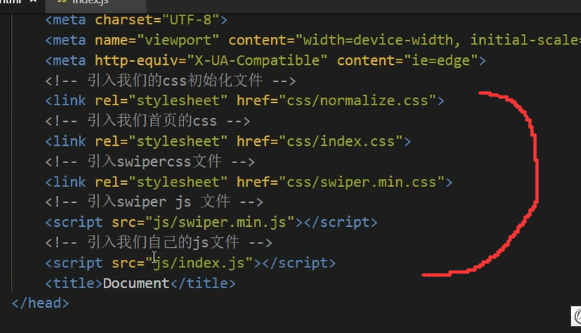 index.js
<meta charset="UTF-8">
<meta name="viewport" content="width=device-width, initial-scale=
<meta http-equiv="X-UA-Compatible" content="ie=edge">
<!-- 引入我们的css初始化文件 -->
<link rel="stylesheet" href="css/normalize.css">
<!-- 引入我们首页的css -->
<link rel="stylesheet" href="css/index.css">
<!-- 引入swipercss文件 -->
<link rel="stylesheet" href="css/swiper.min.css">
<!-- 引入swiper js 文件 -->
<script src="js/swiper.min.js"></script>
<!-- 引入我们自己的js文件 -->
<script src="js/index.js"></script>
<title>Document</title>
</head>